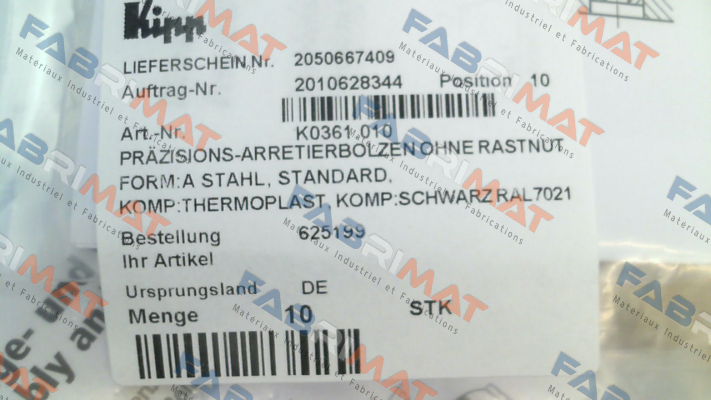 Kipp
LIEFERSCHEIN Nr. 2050667409
Auftrag-Nr. 2010628344 Position 10
Art.-Nr. K0361.010
PRÄZISIONS-ARRETIERBOLZEN OHNE RASTNUT
FORM:A STAHL, STANDARD,
KOMP:THERMOPLAST, KOMP:SCHWARZ RAL7021
Bestellung 625199
Ihr Artikel
Ursprungsland DE
Menge 10 STK
FABRIMAT
Matériaux Industriel et Fabrications